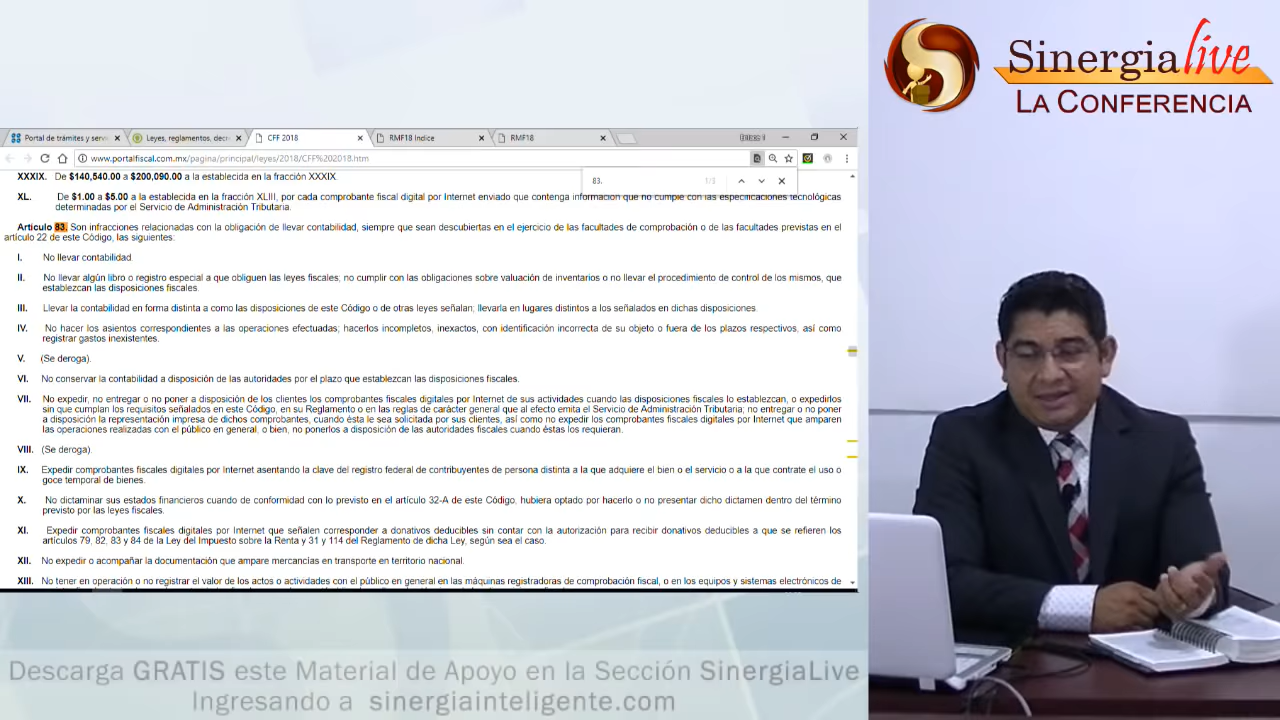 Sinergia live
LA CONFERENCIA
Portal de trámites y servi
Leyes, reglamentos, decre
CFF 2018
RMF18 Indice
RMF18
www.portalfiscal.com.mx/pagina/principal/leyes/2018/CFF%202018.htm
83.
1/3
XXXIX. De $140,540.00 a $200,090.00 a la establecida en la fracción XXXIX.
XL. De $1.00 a $5.00 a la establecida en la fracción XLIII, por cada comprobante fiscal digital por Internet enviado que contenga información que no cumple con las especificaciones tecnológicas
determinadas por el Servicio de Administración Tributaria.
Artículo 83. Son infracciones relacionadas con la obligación de llevar contabilidad, siempre que sean descubiertas en el ejercicio de las facultades de comprobación o de las facultades previstas en el
artículo 22 de este Código, las siguientes:
I. No llevar contabilidad.
II. No llevar algún libro o registro especial a que obliguen las leyes fiscales; no cumplir con las obligaciones sobre valuación de inventarios o no llevar el procedimiento de control de los mismos, que
establezcan las disposiciones fiscales.
III. Llevar la contabilidad en forma distinta a como las disposiciones de este Código o de otras leyes señalan; llevarla en lugares distintos a los señalados en dichas disposiciones.
IV. No hacer los asientos correspondientes a las operaciones efectuadas; hacerlos incompletos, inexactos, con identificación incorrecta de su objeto o fuera de los plazos respectivos, así como
registrar gastos inexistentes.
V. (Se deroga).
VI. No conservar la contabilidad a disposición de las autoridades por el plazo que establezcan las disposiciones fiscales.
VII. No expedir, no entregar o no poner a disposición de los clientes los comprobantes fiscales digitales por Internet de sus actividades cuando las disposiciones fiscales lo establezcan, o expedirlos
sin que cumplan los requisitos señalados en este Código, en su Reglamento o en las reglas de carácter general que al efecto emita el Servicio de Administración Tributaria; no entregar o no poner
a disposición la representación impresa de dichos comprobantes, cuando ésta le sea solicitada por sus clientes, así como no expedir los comprobantes fiscales digitales por Internet que amparen
las operaciones realizadas con el público en general, o bien, no ponerlos a disposición de las autoridades fiscales cuando éstas los requieran.
VIII. (Se deroga).
IX. Expedir comprobantes fiscales digitales por Internet asentando la clave del registro federal de contribuyentes de persona distinta a la que adquiere el bien o el servicio o a la que contrate el uso o
goce temporal de bienes.
X. No dictaminar sus estados financieros cuando de conformidad con lo previsto en el artículo 32-A de este Código, hubiera optado por hacerlo o no presentar dicho dictamen dentro del término
previsto por las leyes fiscales.
XI. Expedir comprobantes fiscales digitales por Internet que señalen corresponder a donativos deducibles sin contar con la autorización para recibir donativos deducibles a que se refieren los
artículos 79, 82, 83 y 84 de la Ley del Impuesto sobre la Renta y 31 y 114 del Reglamento de dicha Ley, según sea el caso.
XII. No expedir o acompañar la documentación que ampare mercancías en transporte en territorio nacional.
XIII. No tener en operación o no registrar el valor de los actos o actividades con el público en general en las máquinas registradoras de comprobación fiscal, o en los equipos y sistemas electrónicos de
Descarga GRATIS este Material de Apoyo en la Sección SinergiaLive
Ingresando a sinergiainteligente.com